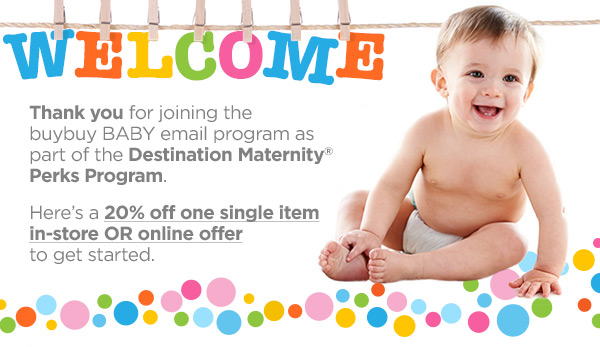 WELCOME
Thank you for joining the
buybuy BABY email program as
part of the Destination Maternity®
Perks Program.
Here's a 20% off one single item
in-store OR online offer
to get started.